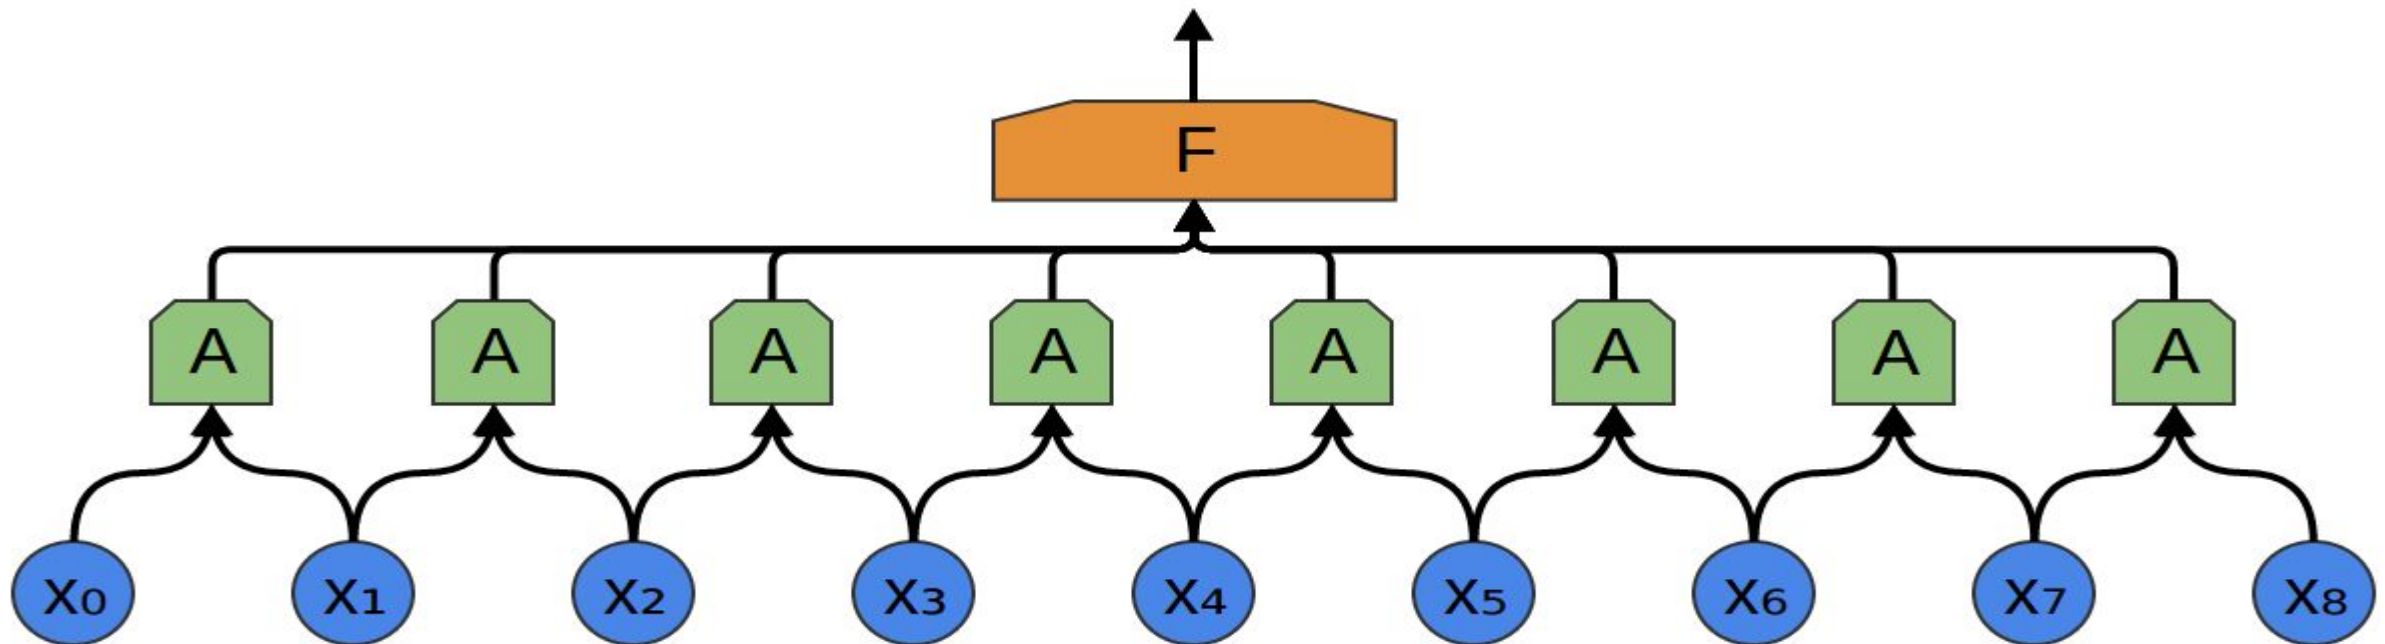 F
A A A A A A A A
X₀ X₁ X₂ X₃ X₄ X₅ X₆ X₇ X₈